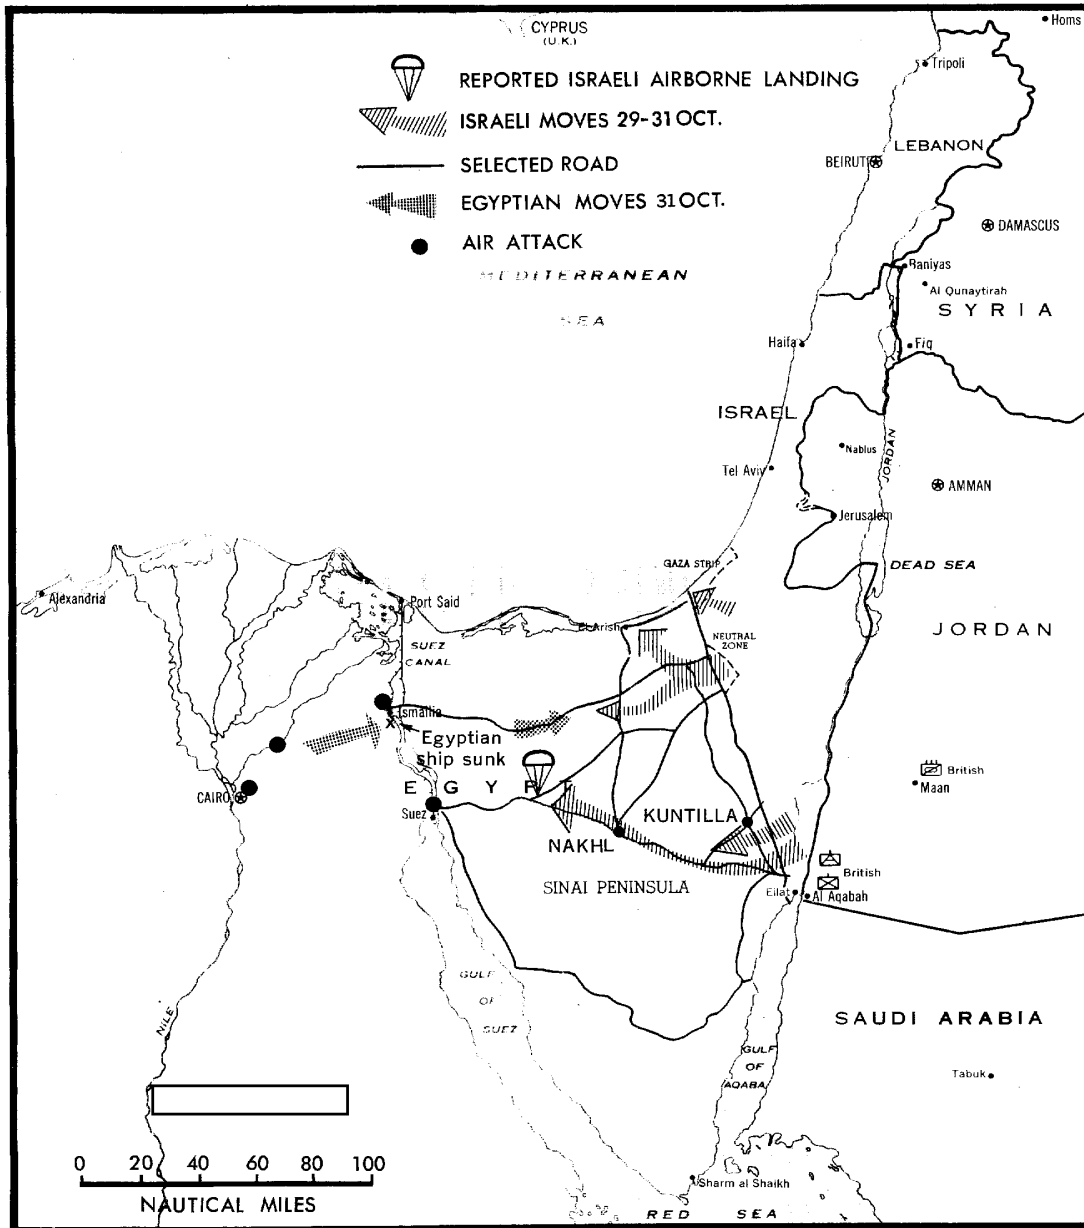 CYPRUS
(U.K.)
Homs
REPORTED ISRAELI AIRBORNE LANDING
Tripoli
ISRAELI MOVES 29-31 OCT.
LEBANON
SELECTED ROAD
BEIRUT
EGYPTIAN MOVES 31 OCT.
DAMASCUS
AIR ATTACK
MEDITERRANEAN
SEA
Baniyas
Al Qunaytirah
SYRIA
Haifa
Fiq
ISRAEL
Nablus
JORDAN
Tel Aviv
AMMAN
Jerusalem
GAZA STRIP
DEAD SEA
Alexandria
Port Said
El Arish
JORDAN
SUEZ
CANAL
NEUTRAL
ZONE
Ismailia
X
Egyptian
ship sunk
British
Maan
EGYPT
CAIRO
Suez
KUNTILLA
NAKHL
British
SINAI PENINSULA
Eilat
Al Aqabah
GULF
OF
SUEZ
NILE
SAUDI ARABIA
GULF
OF
AQABA
Tabuk
0 20 40 60 80 100
NAUTICAL MILES
Sharm al Shaikh
RED SEA